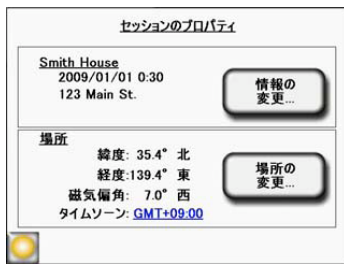 セッションのプロパティ
Smith House
2009/01/01 0:30
123 Main St.
情報の
変更...
場所
緯度: 35.4° 北
経度:139.4° 東
磁気偏角: 7.0° 西
タイムゾーン: GMT+09:00
場所の
変更...